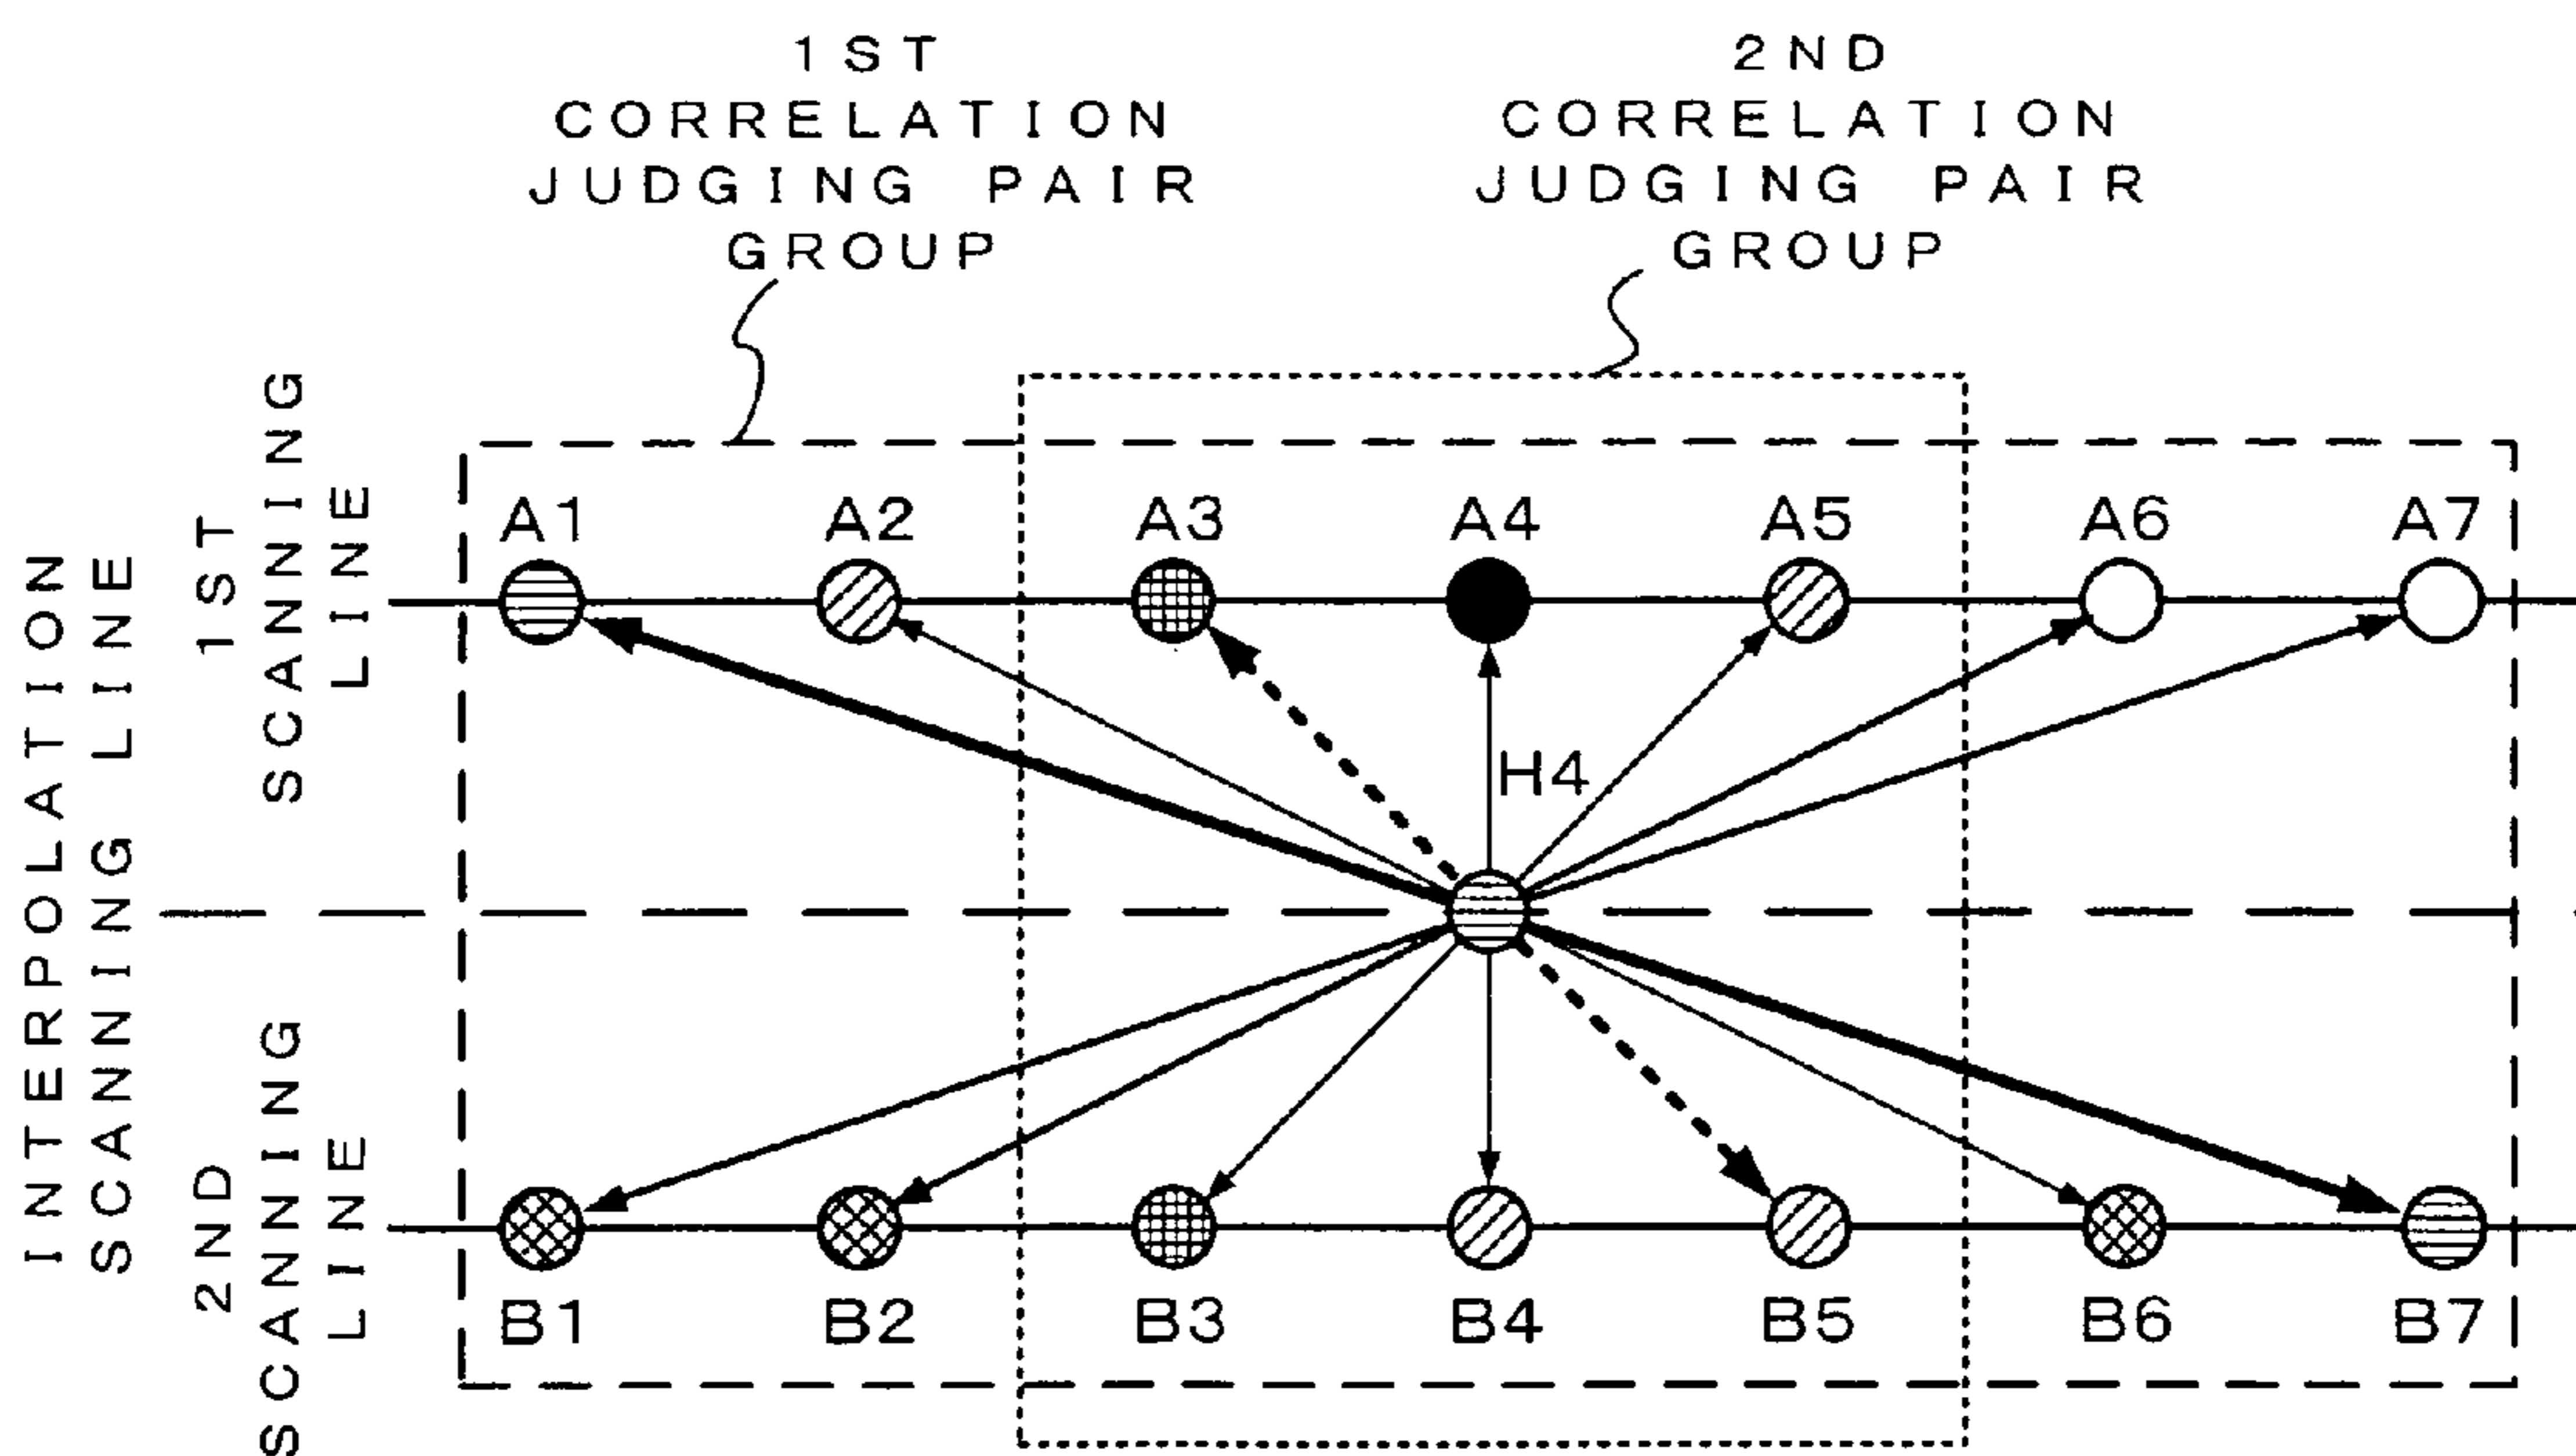 1ST
CORRELATION
JUDGING PAIR
GROUP
2ND
CORRELATION
JUDGING PAIR
GROUP
INTERPOLATION
SCANNING LINE
1ST
SCANNING
LINE
A1 A2 A3 A4 A5 A6 A7
H4
2ND
SCANNING
LINE
B1 B2 B3 B4 B5 B6 B7